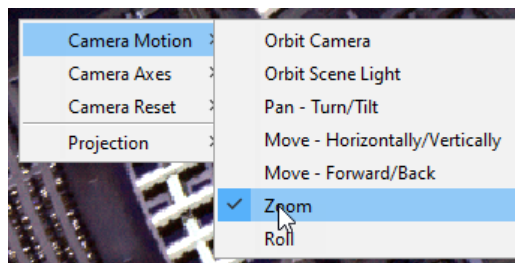 Camera Motion
Camera Axes
Camera Reset
Projection
Orbit Camera
Orbit Scene Light
Pan - Turn/Tilt
Move - Horizontally/Vertically
Move - Forward/Back
Zoom
Roll